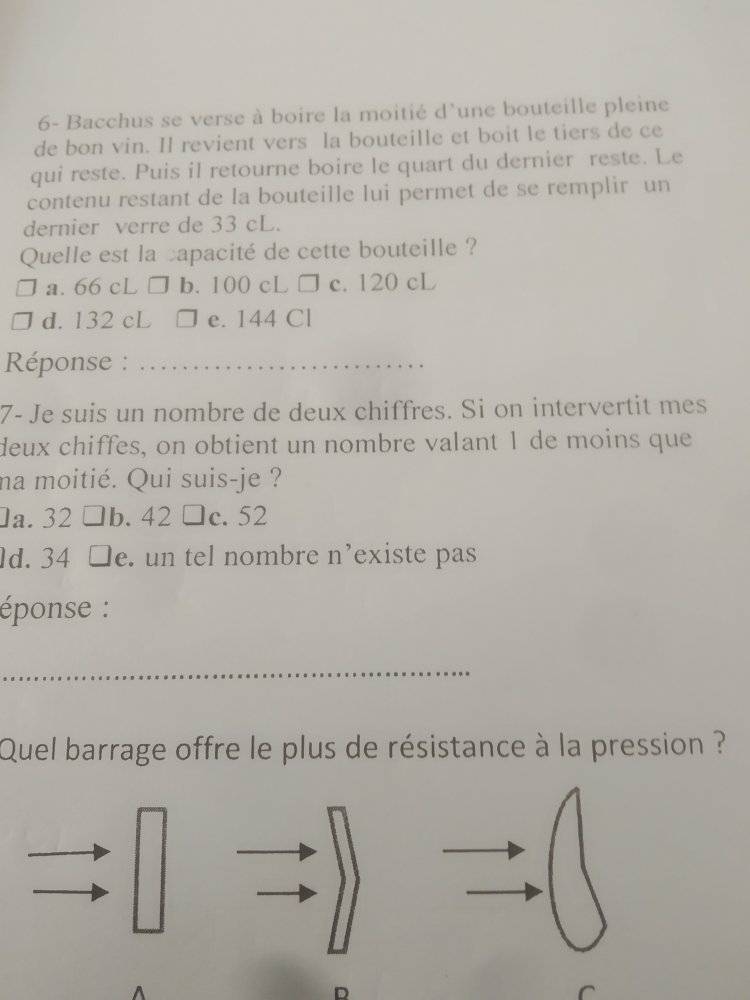 6- Bacchus se verse à boire la moitié d'une bouteille pleine
de bon vin. Il revient vers la bouteille et boit le tiers de ce
qui reste. Puis il retourne boire le quart du dernier reste. Le
contenu restant de la bouteille lui permet de se remplir un
dernier verre de 33 cL.
Quelle est la capacité de cette bouteille ?
❒ a. 66 cL ❒ b. 100 cL ❒ c. 120 cL
❒ d. 132 cL ❒ e. 144 Cl
Réponse : ..............................
7- Je suis un nombre de deux chiffres. Si on intervertit mes
deux chiffes, on obtient un nombre valant 1 de moins que
ma moitié. Qui suis-je ?
❒a. 32 ❒b. 42 ❒c. 52
❒d. 34 ❒e. un tel nombre n'existe pas
éponse :
..............................................................
Quel barrage offre le plus de résistance à la pression ?
A B C